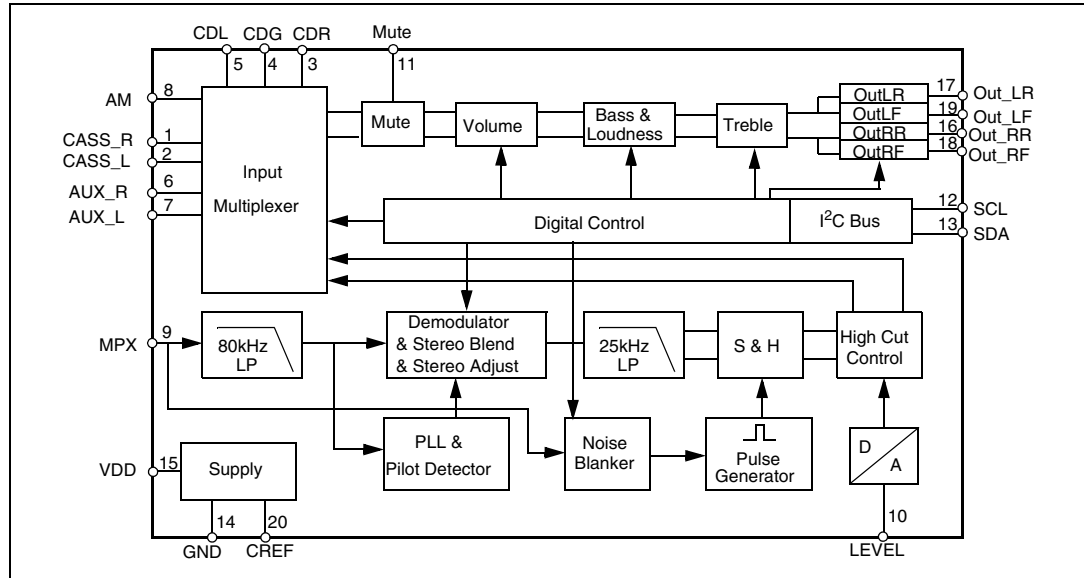 CDL CDG CDR Mute
5 4 3 11
AM 8
CASS_R 1
CASS_L 2
AUX_R 6
AUX_L 7
Input
Multiplexer
Mute
Volume
Bass &
Loudness
Treble
OutLR
OutLF
OutRR
OutRF
17 Out_LR
19 Out_LF
16 Out_RR
18 Out_RF
Digital Control
I²C Bus
12 SCL
13 SDA
MPX 9
80kHz
LP
Demodulator
& Stereo Blend
& Stereo Adjust
25kHz
LP
S & H
High Cut
Control
PLL &
Pilot Detector
Noise
Blanker
Pulse
Generator
D
A
VDD 15
Supply
14 20
GND CREF
10
LEVEL